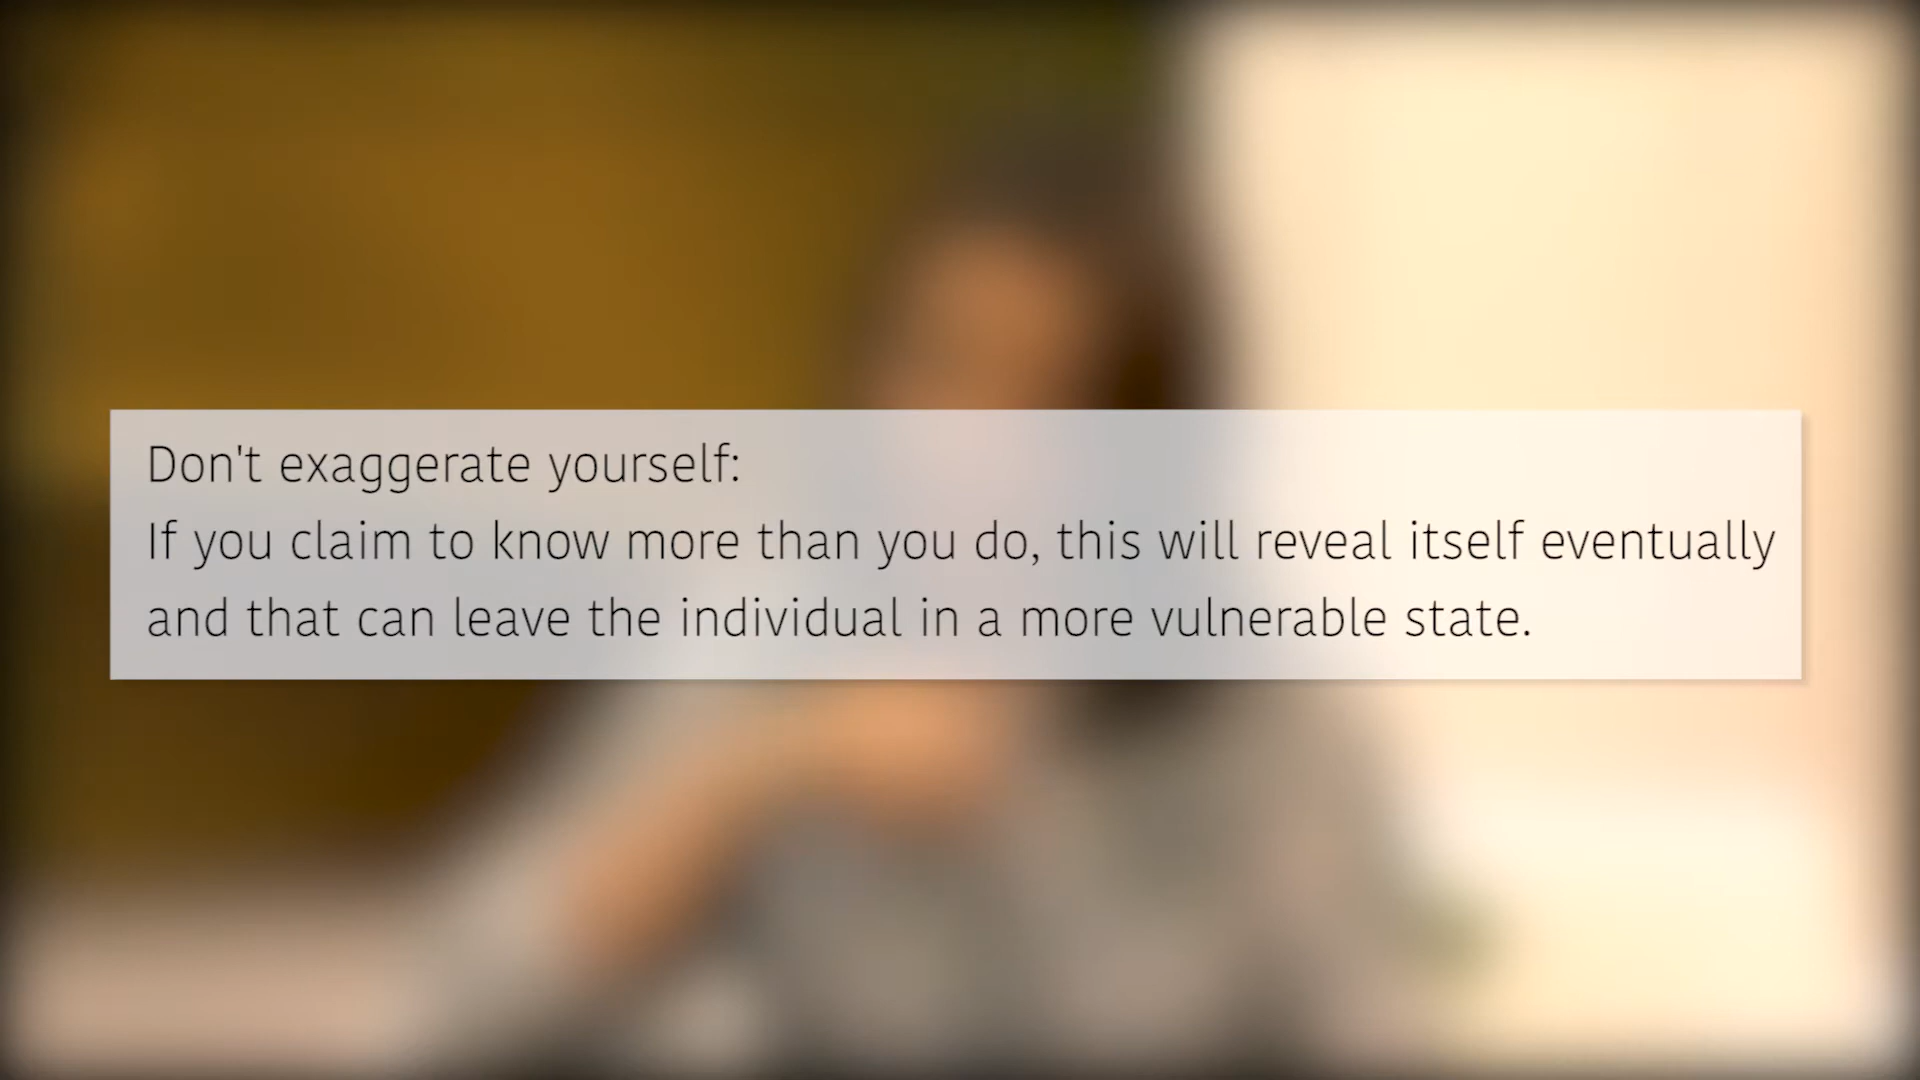 Don't exaggerate yourself:
If you claim to know more than you do, this will reveal itself eventually
and that can leave the individual in a more vulnerable state.